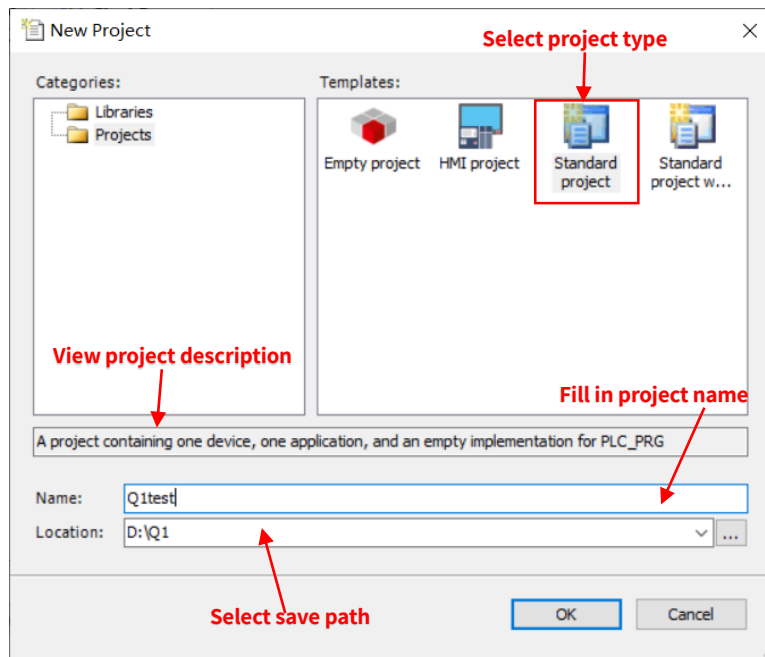 New Project
Select project type
Categories:
Templates:
Libraries
Projects
Empty project
HMI project
Standard
project
Standard
project w...
View project description
Fill in project name
A project containing one device, one application, and an empty implementation for PLC_PRG
Name:
Q1test
Location:
D:\Q1
...
Select save path
OK
Cancel